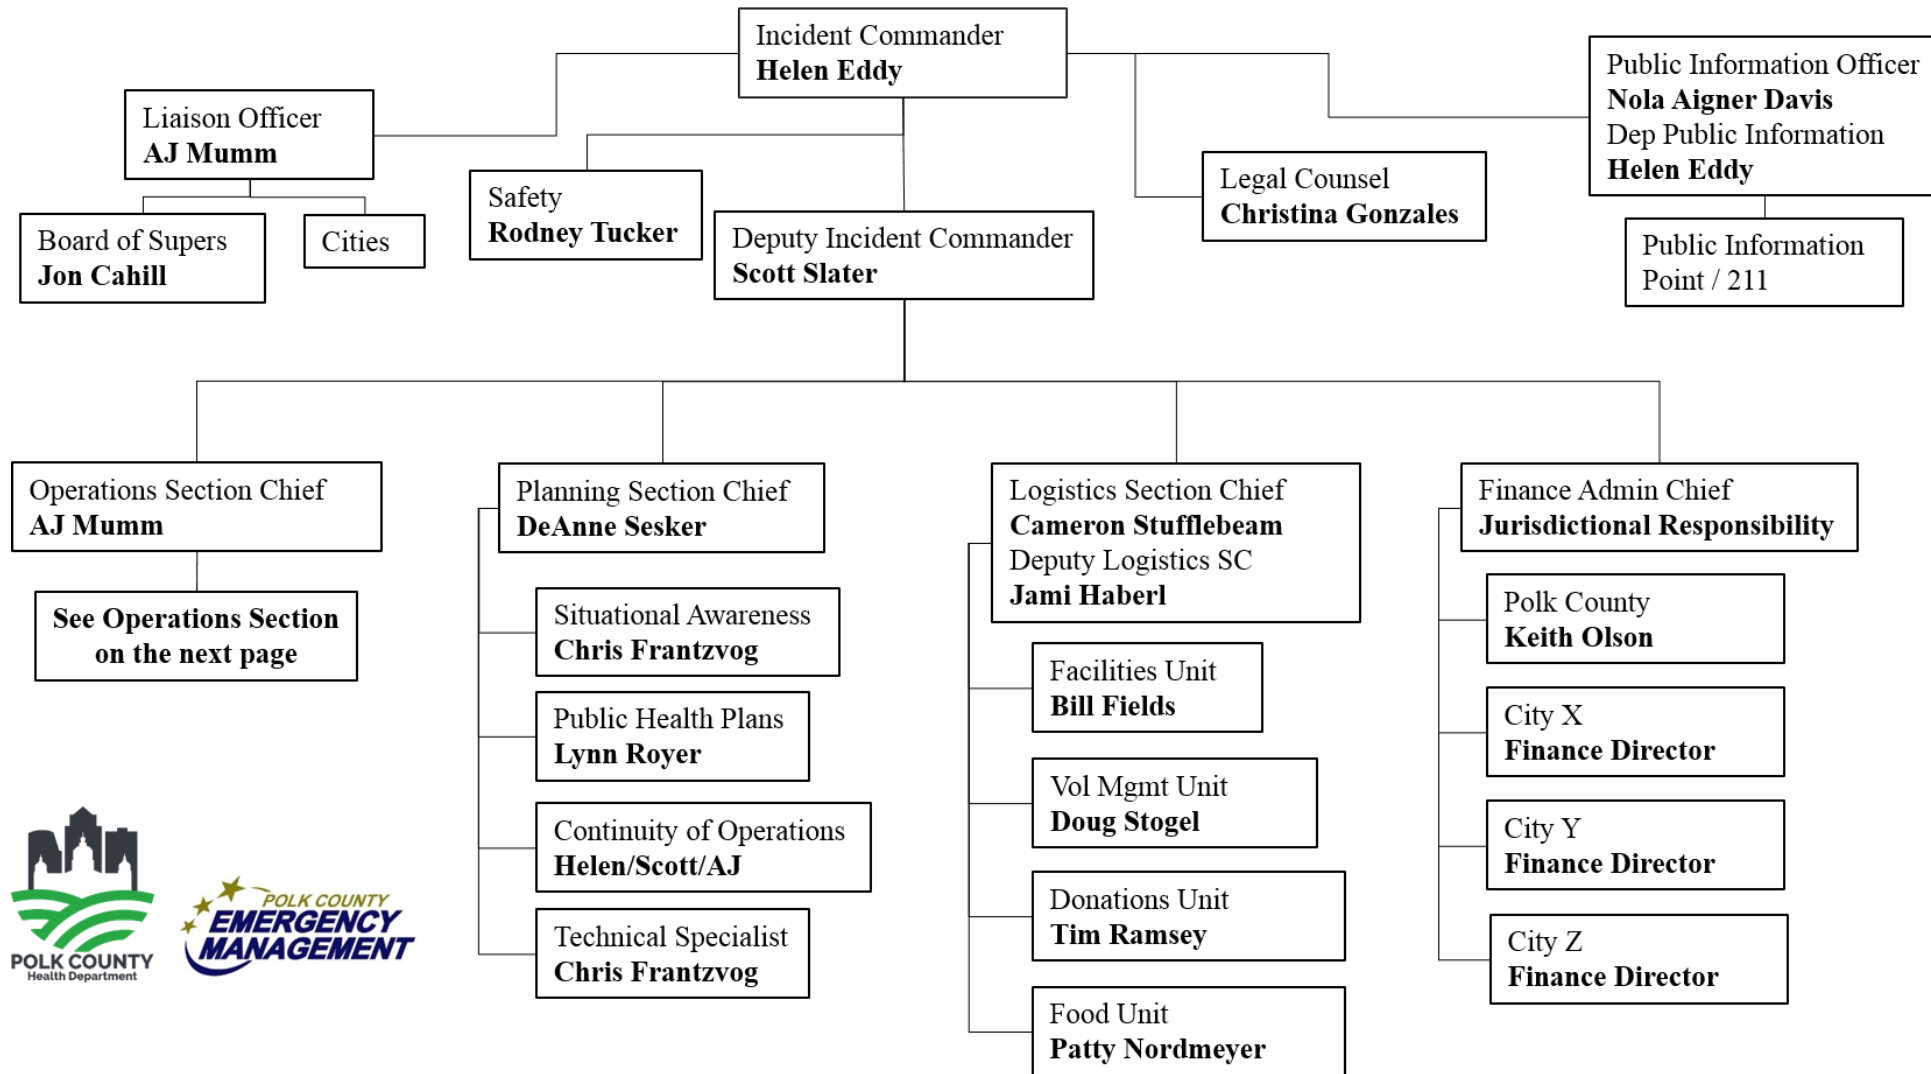 Incident Commander
Helen Eddy
Liaison Officer
AJ Mumm
Board of Supers
Jon Cahill
Cities
Safety
Rodney Tucker
Deputy Incident Commander
Scott Slater
Legal Counsel
Christina Gonzales
Public Information Officer
Nola Aigner Davis
Dep Public Information
Helen Eddy
Public Information
Point / 211
Operations Section Chief
AJ Mumm
See Operations Section
on the next page
Planning Section Chief
DeAnne Sesker
Situational Awareness
Chris Frantzvog
Public Health Plans
Lynn Royer
Continuity of Operations
Helen/Scott/AJ
Technical Specialist
Chris Frantzvog
Logistics Section Chief
Cameron Stufflebeam
Deputy Logistics SC
Jami Haberl
Facilities Unit
Bill Fields
Vol Mgmt Unit
Doug Stogel
Donations Unit
Tim Ramsey
Food Unit
Patty Nordmeyer
Finance Admin Chief
Jurisdictional Responsibility
Polk County
Keith Olson
City X
Finance Director
City Y
Finance Director
City Z
Finance Director
POLK COUNTY
Health Department
POLK COUNTY
EMERGENCY
MANAGEMENT